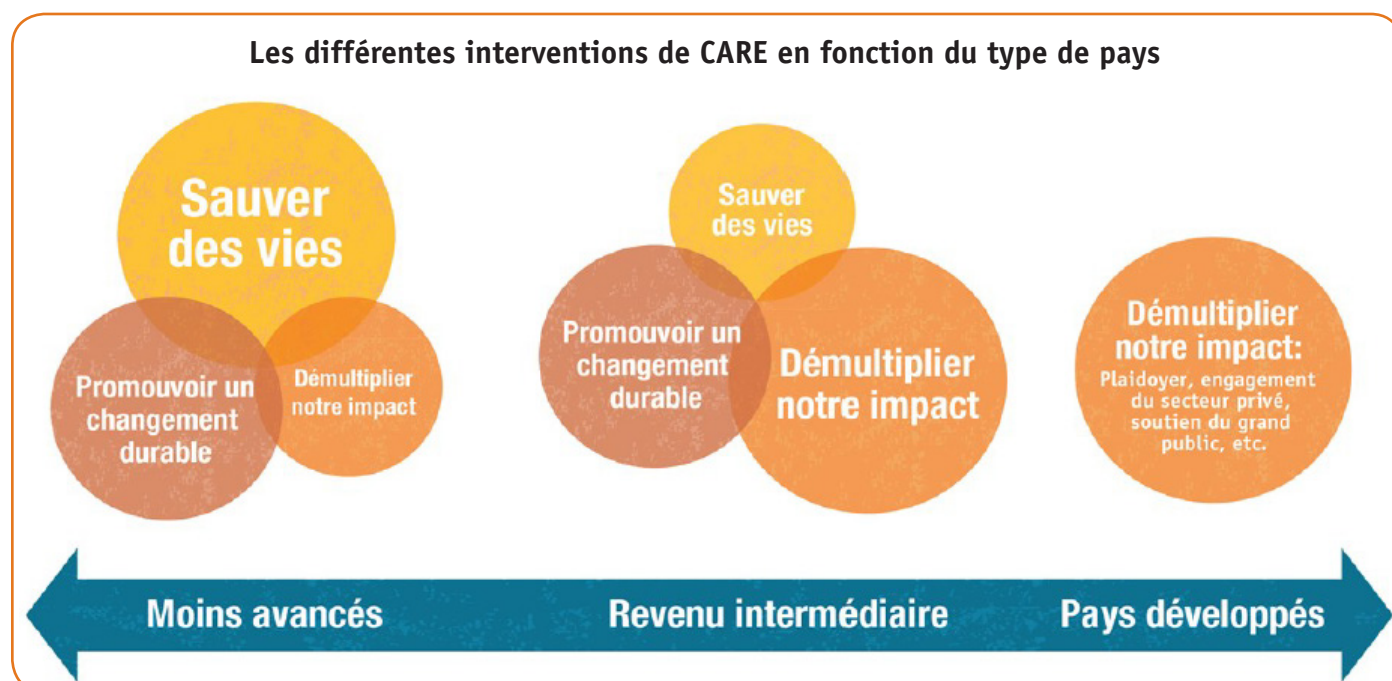 Les différentes interventions de CARE en fonction du type de pays
Sauver
des vies
Promouvoir un
changement
durable
Démultiplier
notre impact
Sauver
des vies
Promouvoir un
changement
durable
Démultiplier
notre impact
Démultiplier
notre impact:
Plaidoyer, engagement
du secteur privé,
soutien du grand
public, etc.
Moins avancés
Revenu intermédiaire
Pays développés